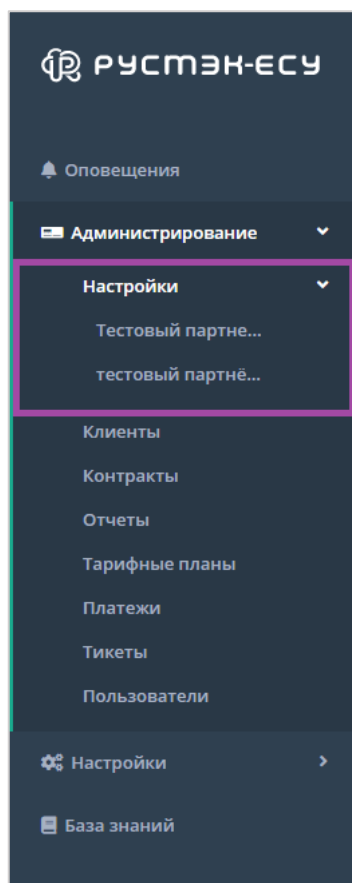 РУСТЭК-ЕСУ
Оповещения
Администрирование
Настройки
Тестовый партне...
тестовый партнё...
Клиенты
Контракты
Отчеты
Тарифные планы
Платежи
Тикеты
Пользователи
Настройки
База знаний